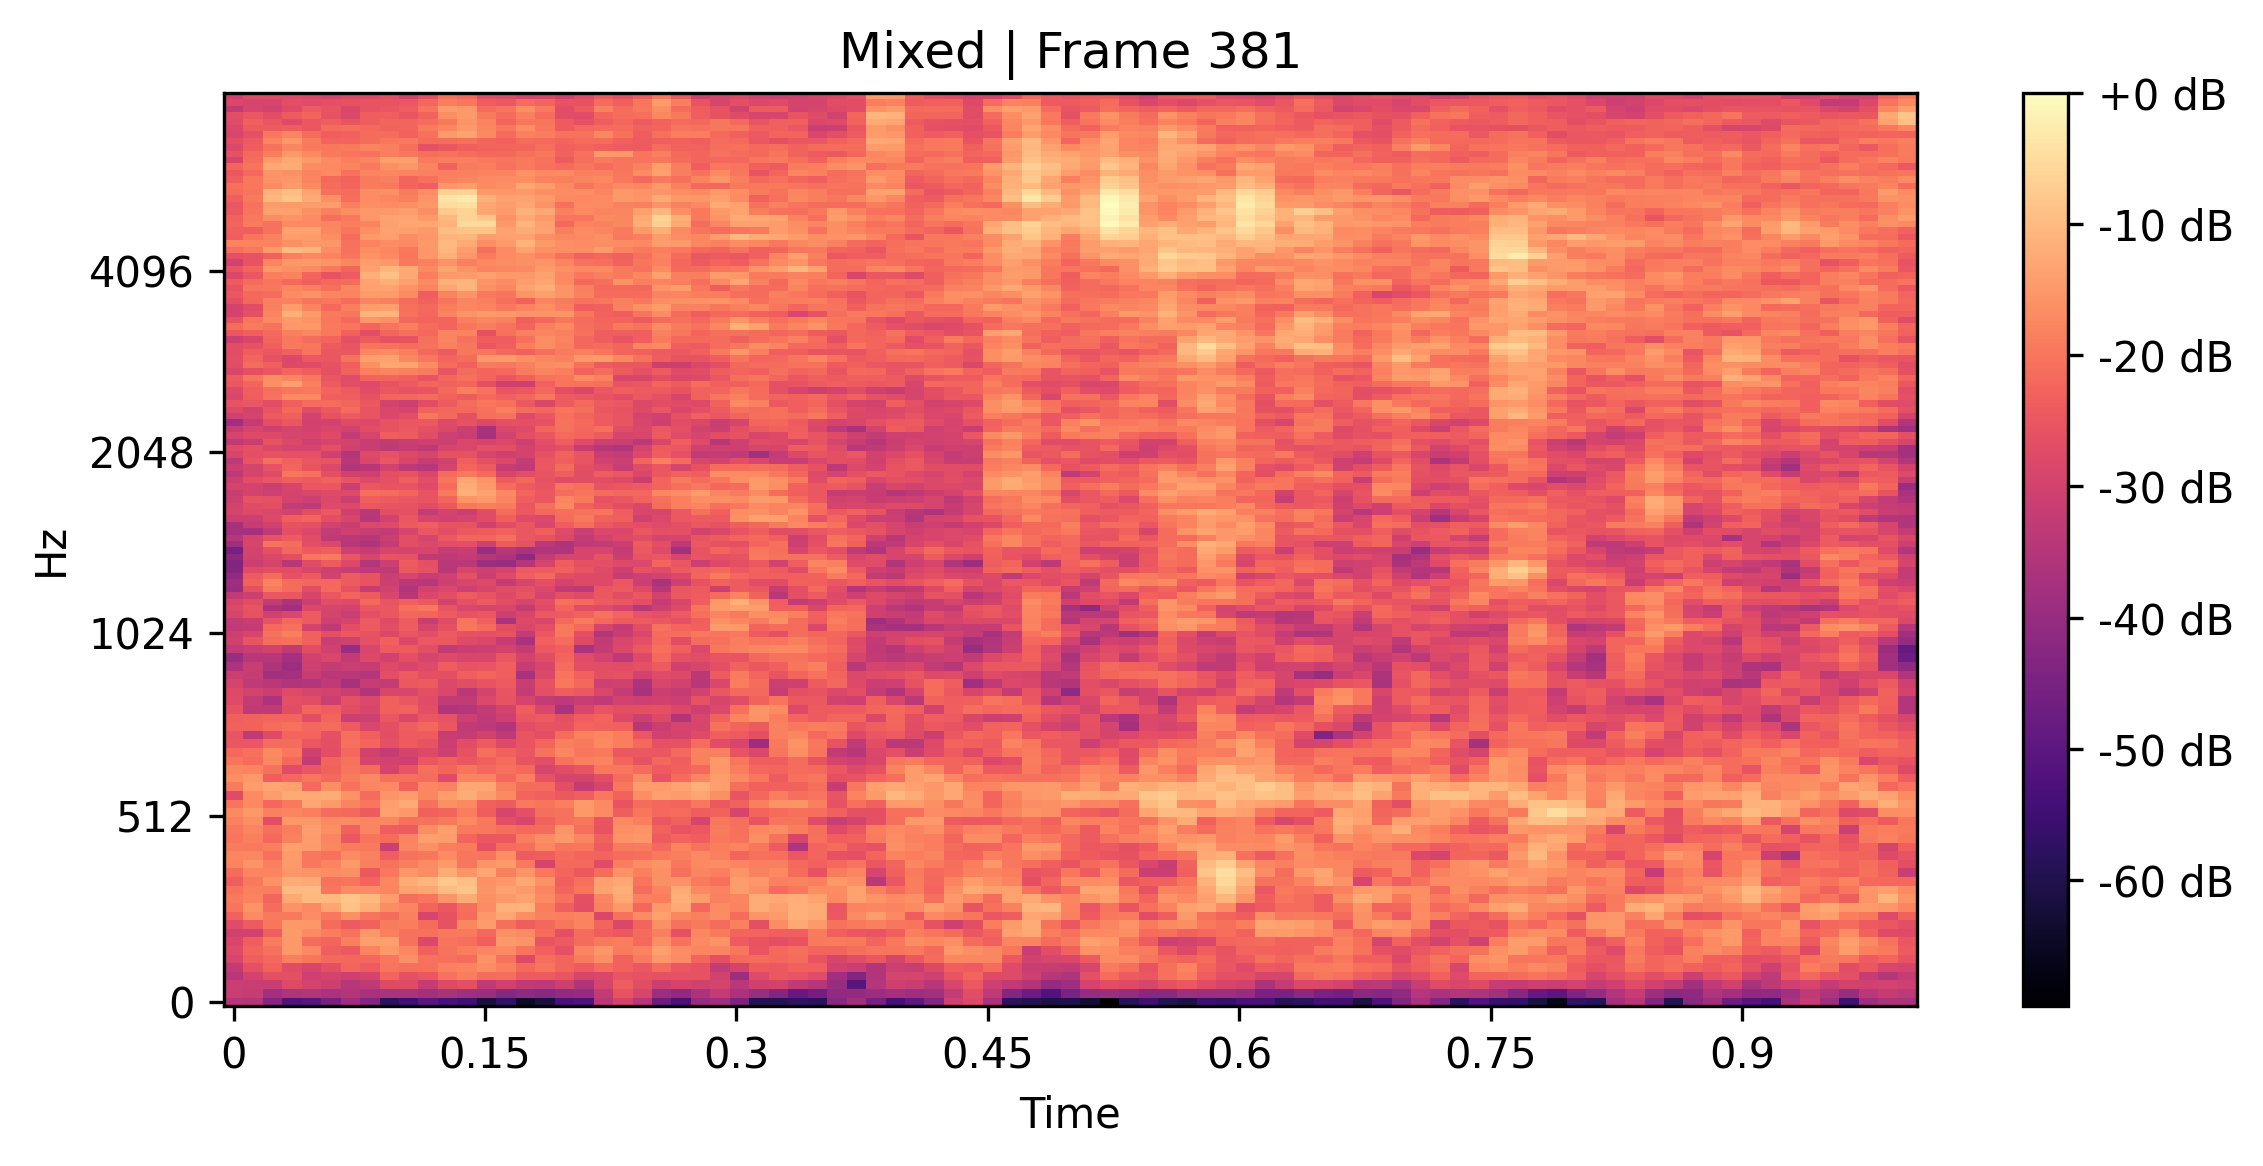 Mixed | Frame 381
+0 dB
-10 dB
-20 dB
-30 dB
-40 dB
-50 dB
-60 dB
4096
2048
1024
512
0
Hz
0 0.15 0.3 0.45 0.6 0.75 0.9
Time